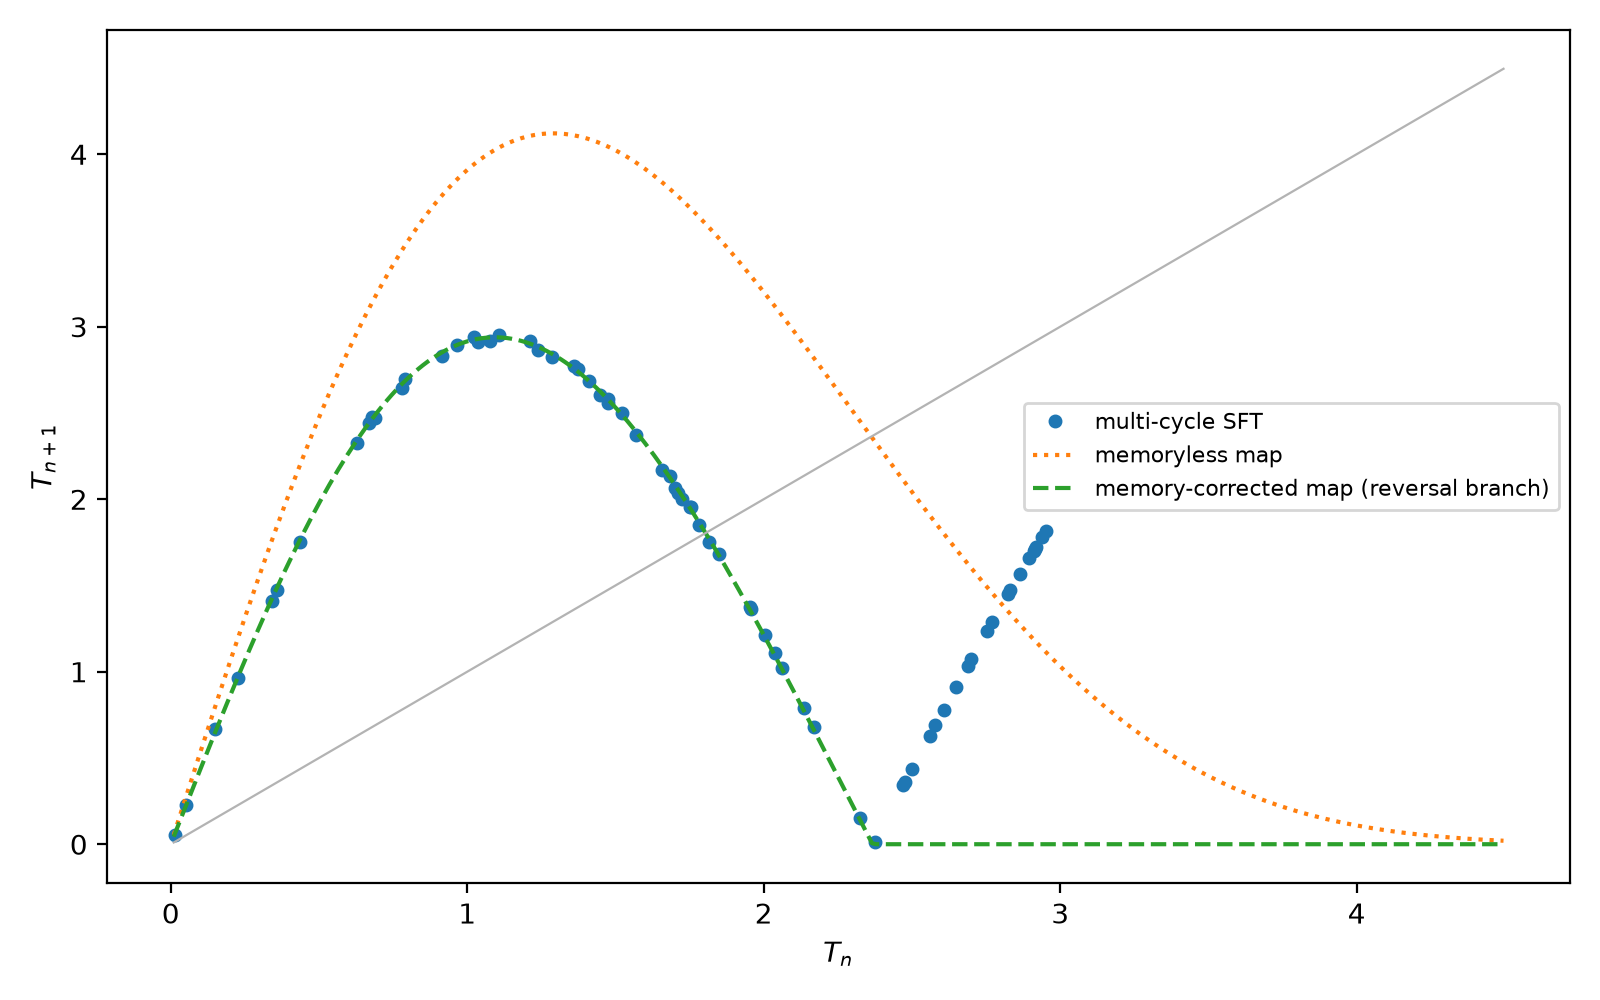 4
3
2
1
0
T_{n+1}
multi-cycle SFT
memoryless map
memory-corrected map (reversal branch)
0 1 2 3 4
T_n